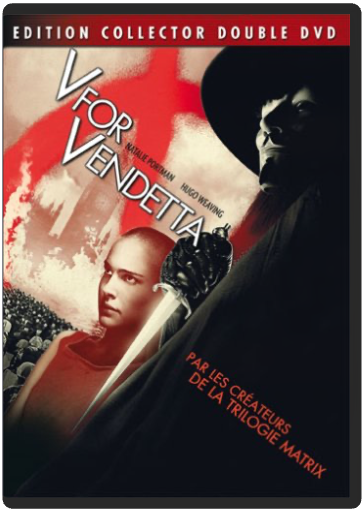 EDITION COLLECTOR DOUBLE DVD
V
FOR
VENDETTA
NATALIE PORTMAN
HUGO WEAVING
PAR LES CRÉATEURS
DE LA TRILOGIE MATRIX